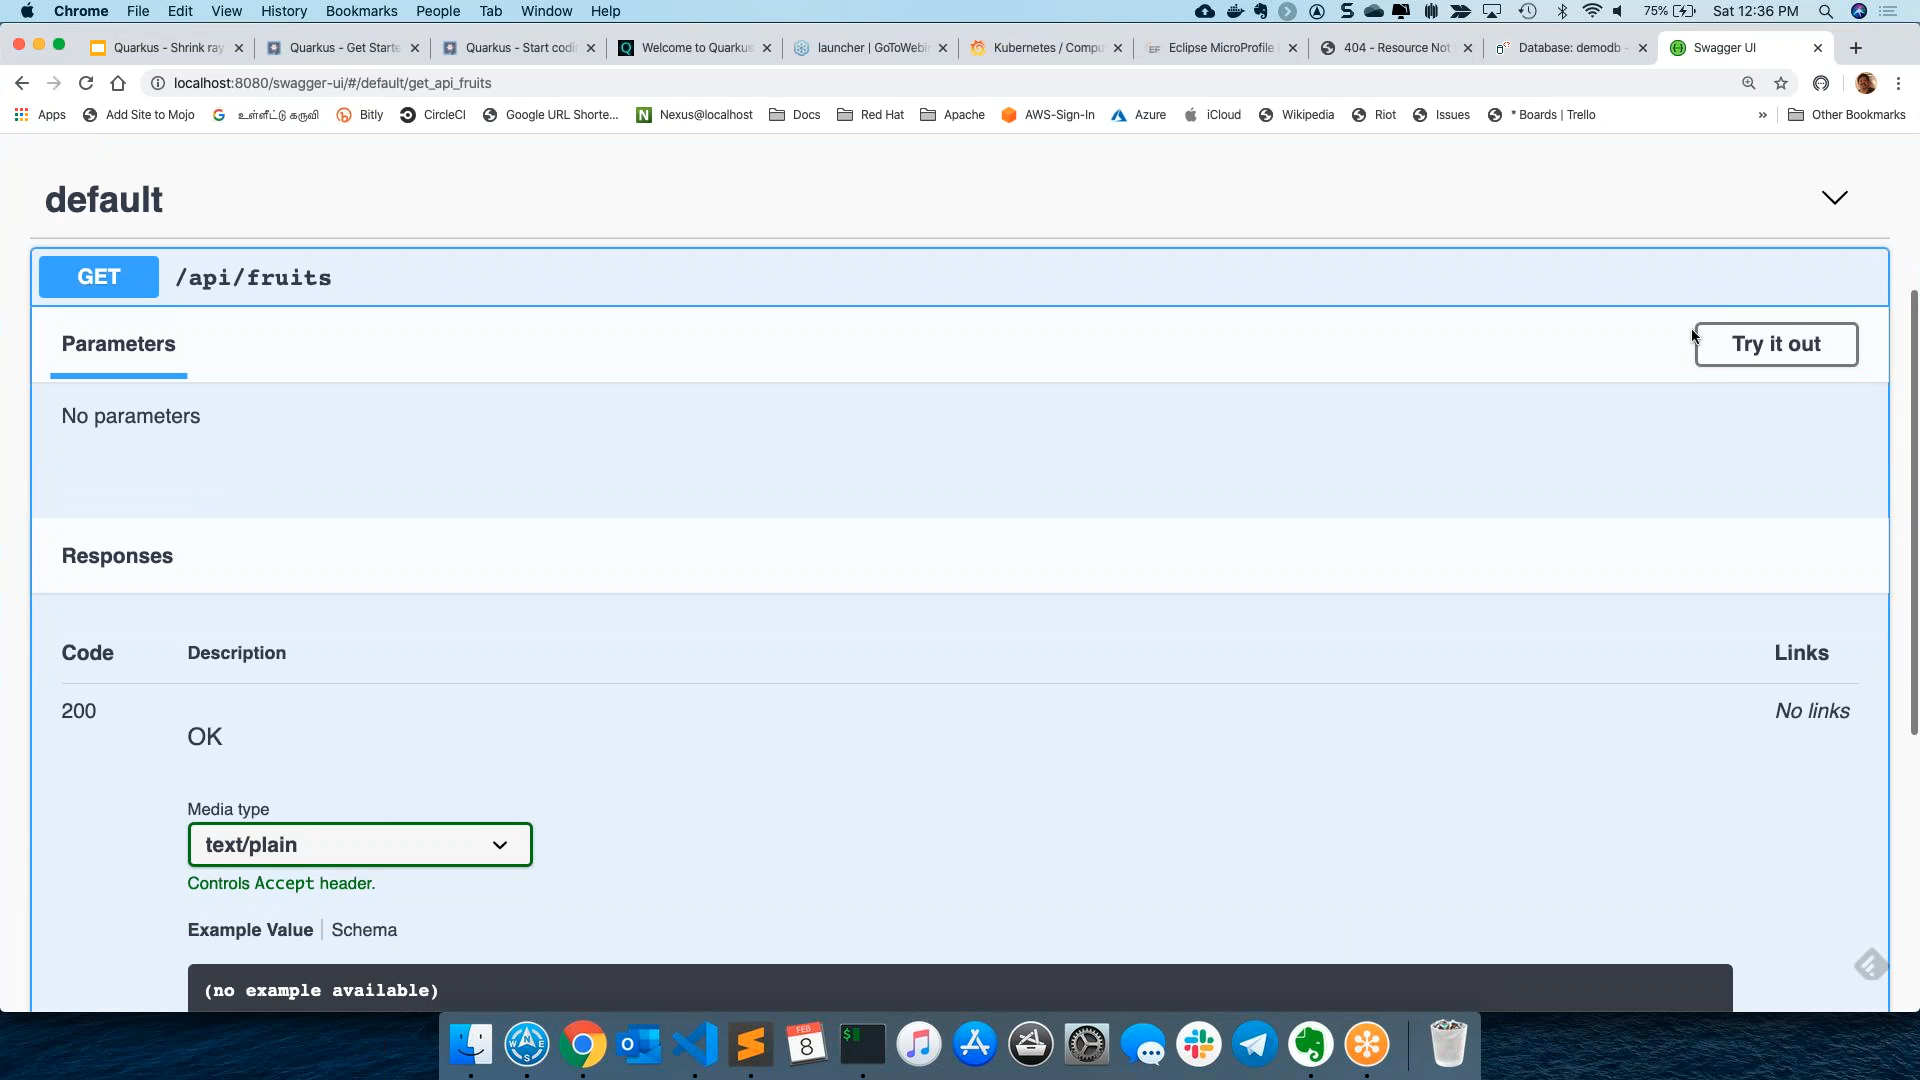 Chrome File Edit View History Bookmarks People Tab Window Help 75% Sat 12:36 PM
Quarkus - Shrink ray Quarkus - Get Starte Quarkus - Start codi Welcome to Quarkus launcher | GoToWebi Kubernetes / Compu Eclipse MicroProfile 404 - Resource Not Database: demodb - Swagger UI
localhost:8080/swagger-ui/#/default/get_api_fruits
Apps Add Site to Mojo உள்ளீட்டு கருவி Bitly CircleCI Google URL Shorte... Nexus@localhost Docs Red Hat Apache AWS-Sign-In Azure iCloud Wikipedia Riot Issues * Boards | Trello » Other Bookmarks
default
GET /api/fruits
Parameters Try it out
No parameters
Responses
Code Description Links
200 No links
OK
Media type
text/plain
Controls Accept header.
Example Value Schema
(no example available)
FEB
8